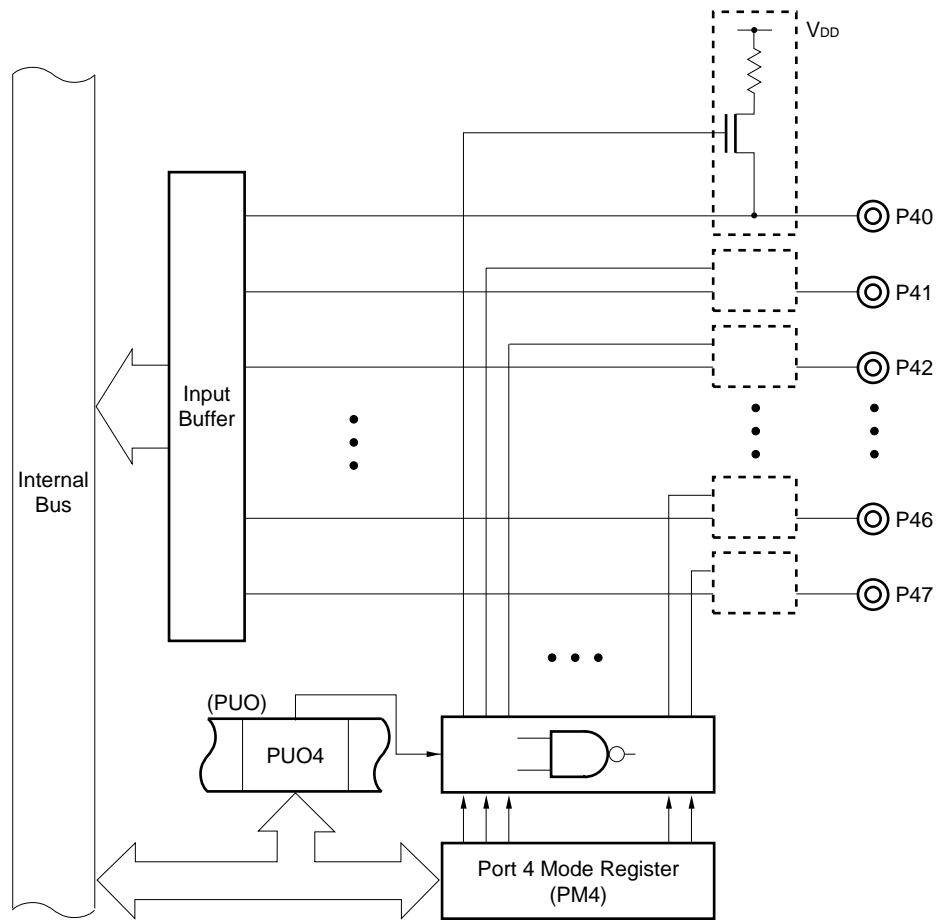 VDD
P40
P41
P42
Input
Buffer
Internal
Bus
P46
P47
(PUO)
PUO4
Port 4 Mode Register
(PM4)